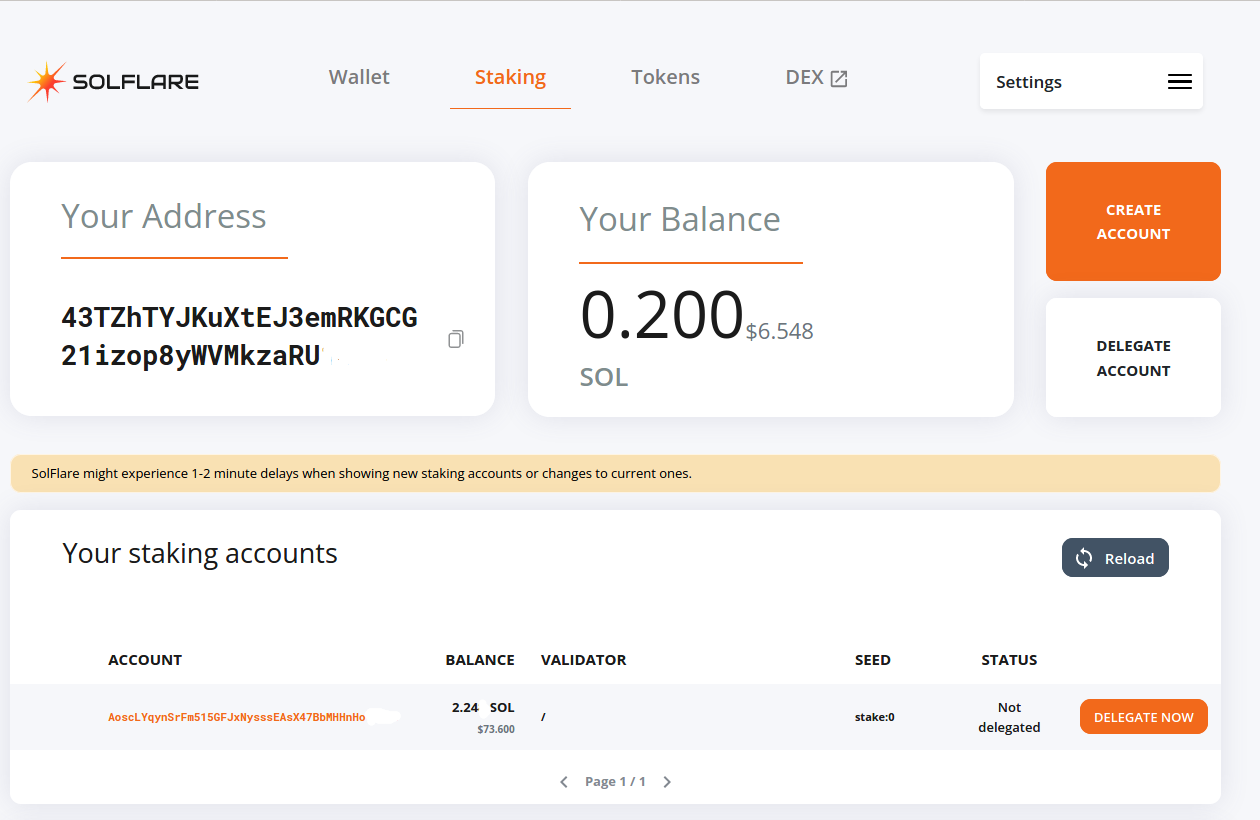 SOLFLARE
Wallet
Staking
Tokens
DEX
Settings
Your Address
43TZhTYJKuXtEJ3emRKGCG
21izop8yWVMkzaRU
Your Balance
0.200 $6.548
SOL
CREATE
ACCOUNT
DELEGATE
ACCOUNT
SolFlare might experience 1-2 minute delays when showing new staking accounts or changes to current ones.
Your staking accounts
Reload
ACCOUNT BALANCE VALIDATOR SEED STATUS
AoscLYqynSrFm515GFJxNysssEAsX47BbMHHnHo
2.24 SOL
$73.600
/
stake:0
Not
delegated
DELEGATE NOW
Page 1 / 1